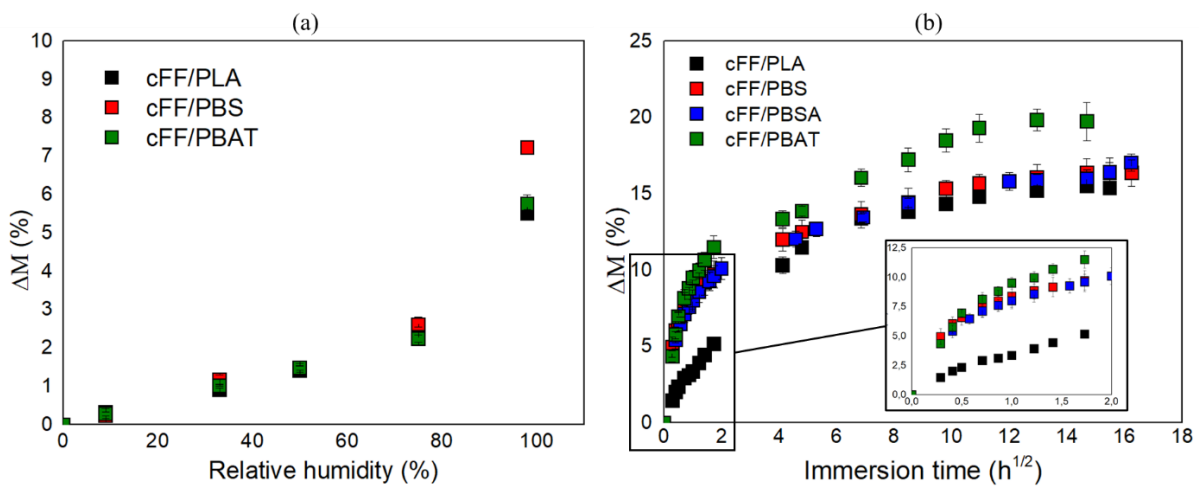 (a)
10
9
8
7
6
5
4
3
2
1
0
ΔM (%)
cFF/PLA
cFF/PBS
cFF/PBAT
0 20 40 60 80 100
Relative humidity (%)
(b)
25
20
15
10
5
0
ΔM (%)
cFF/PLA
cFF/PBS
cFF/PBSA
cFF/PBAT
12,5
10,0
7,5
5,0
2,5
0,0
0,0 0,5 1,0 1,5 2,0
0 2 4 6 8 10 12 14 16 18
Immersion time (h^1/2)